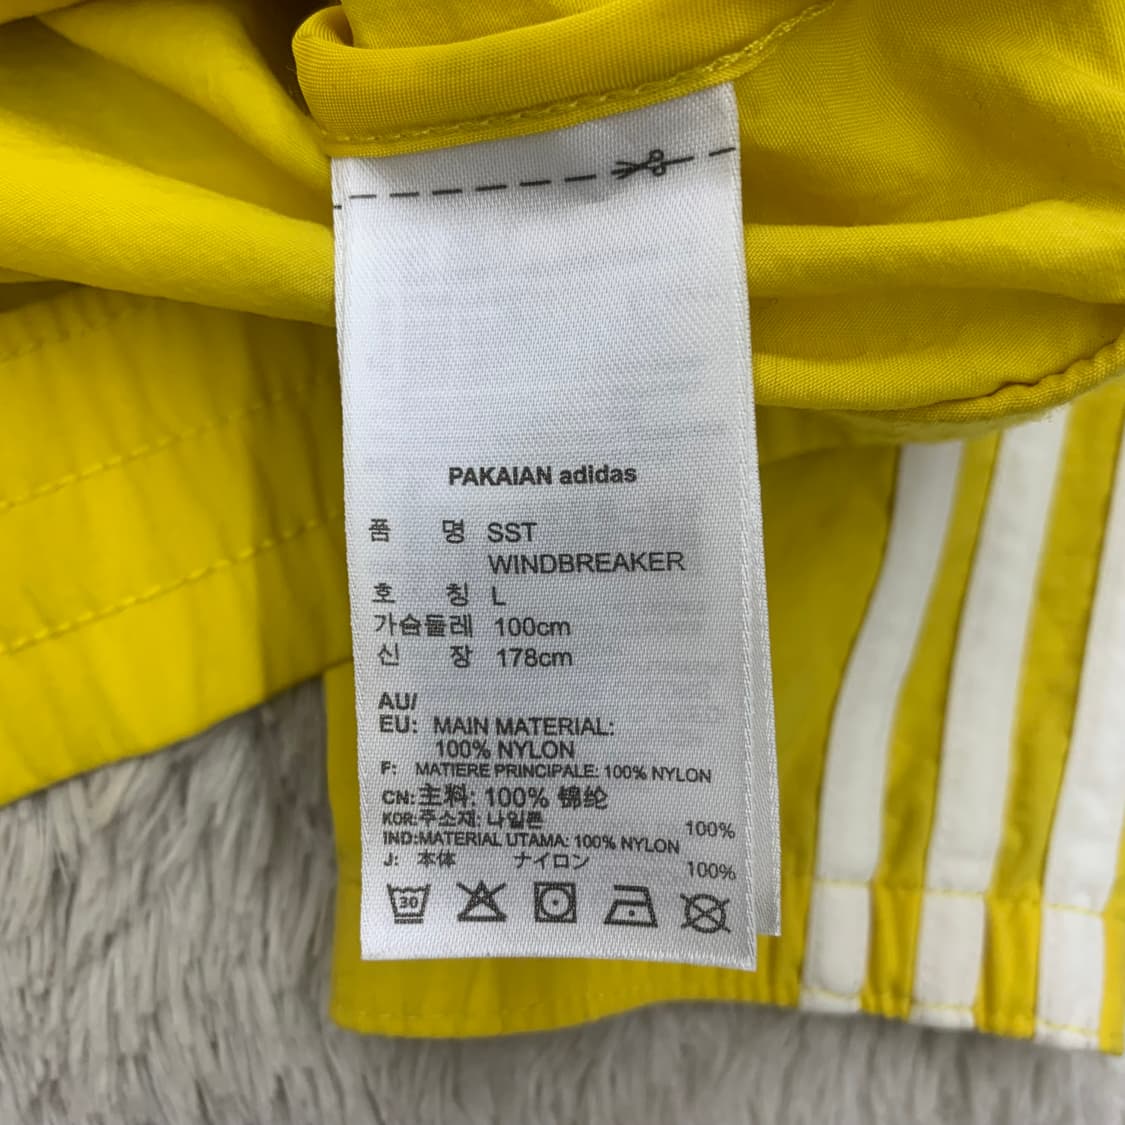 PAKAIAN adidas
품 명 SST
WINDBREAKER
호 칭 L
가슴둘레 100cm
신 장 178cm
AU/
EU: MAIN MATERIAL:
100% NYLON
F: MATIERE PRINCIPALE: 100% NYLON
CN:主料: 100% 锦纶
KOR:주소재: 나일론 100%
IND:MATERIAL UTAMA: 100% NYLON
J: 本体 ナイロン 100%
30